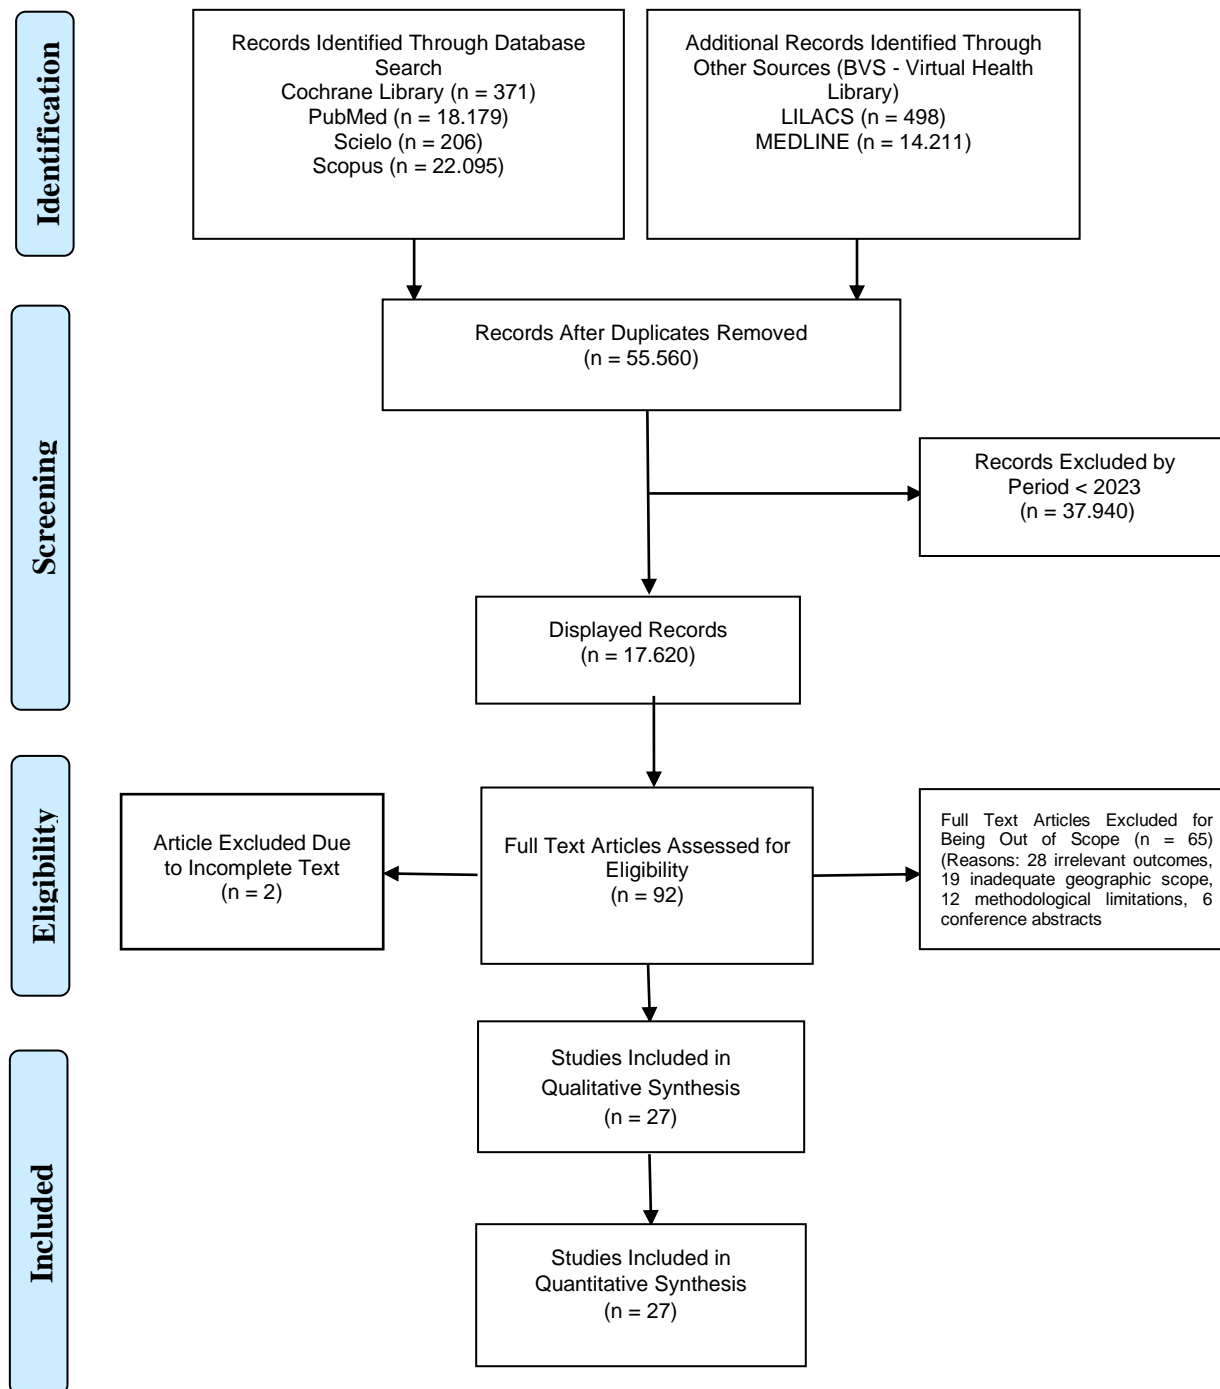 Identification
Records Identified Through Database
Search
Cochrane Library (n = 371)
PubMed (n = 18.179)
Scielo (n = 206)
Scopus (n = 22.095)
Additional Records Identified Through
Other Sources (BVS - Virtual Health
Library)
LILACS (n = 498)
MEDLINE (n = 14.211)
Screening
Records After Duplicates Removed
(n = 55.560)
Records Excluded by
Period < 2023
(n = 37.940)
Displayed Records
(n = 17.620)
Eligibility
Article Excluded Due
to Incomplete Text
(n = 2)
Full Text Articles Assessed for
Eligibility
(n = 92)
Full Text Articles Excluded for
Being Out of Scope (n = 65)
(Reasons: 28 irrelevant outcomes,
19 inadequate geographic scope,
12 methodological limitations, 6
conference abstracts
Included
Studies Included in
Qualitative Synthesis
(n = 27)
Studies Included in
Quantitative Synthesis
(n = 27)